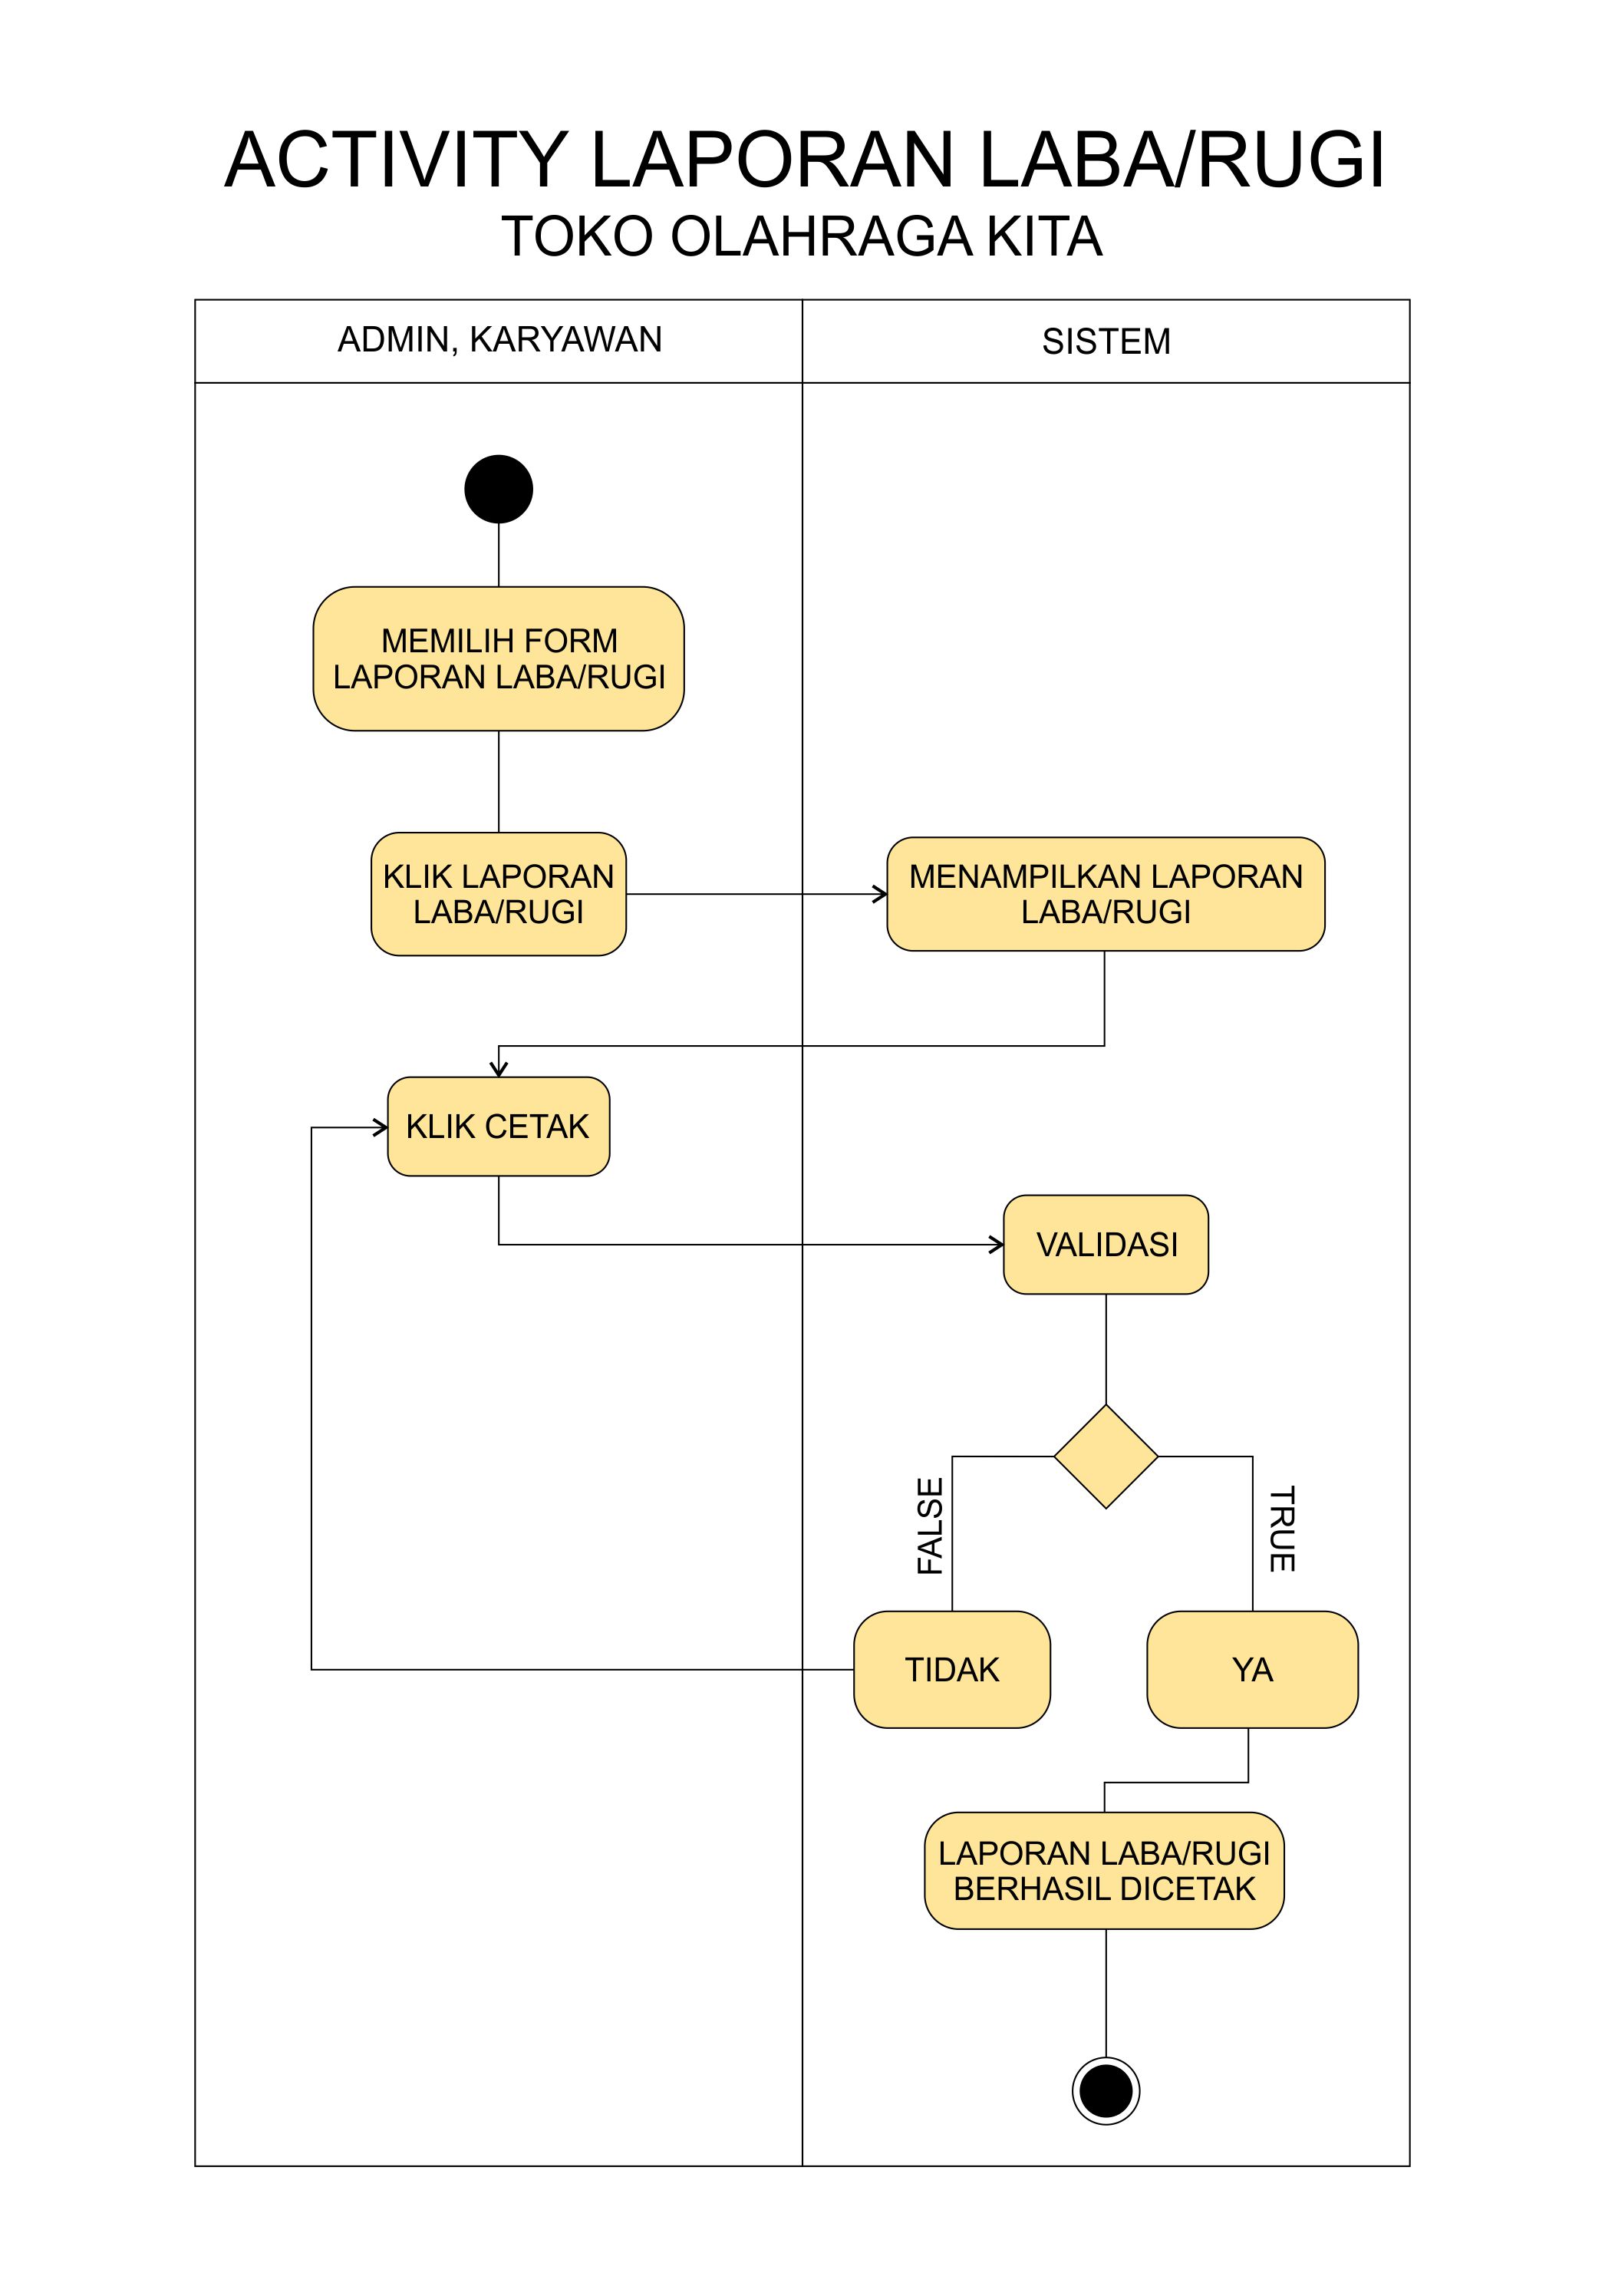 ACTIVITY LAPORAN LABA/RUGI
TOKO OLAHRAGA KITA
ADMIN, KARYAWAN
SISTEM
MEMILIH FORM
LAPORAN LABA/RUGI
KLIK LAPORAN
LABA/RUGI
MENAMPILKAN LAPORAN
LABA/RUGI
KLIK CETAK
VALIDASI
FALSE
TRUE
TIDAK
YA
LAPORAN LABA/RUGI
BERHASIL DICETAK